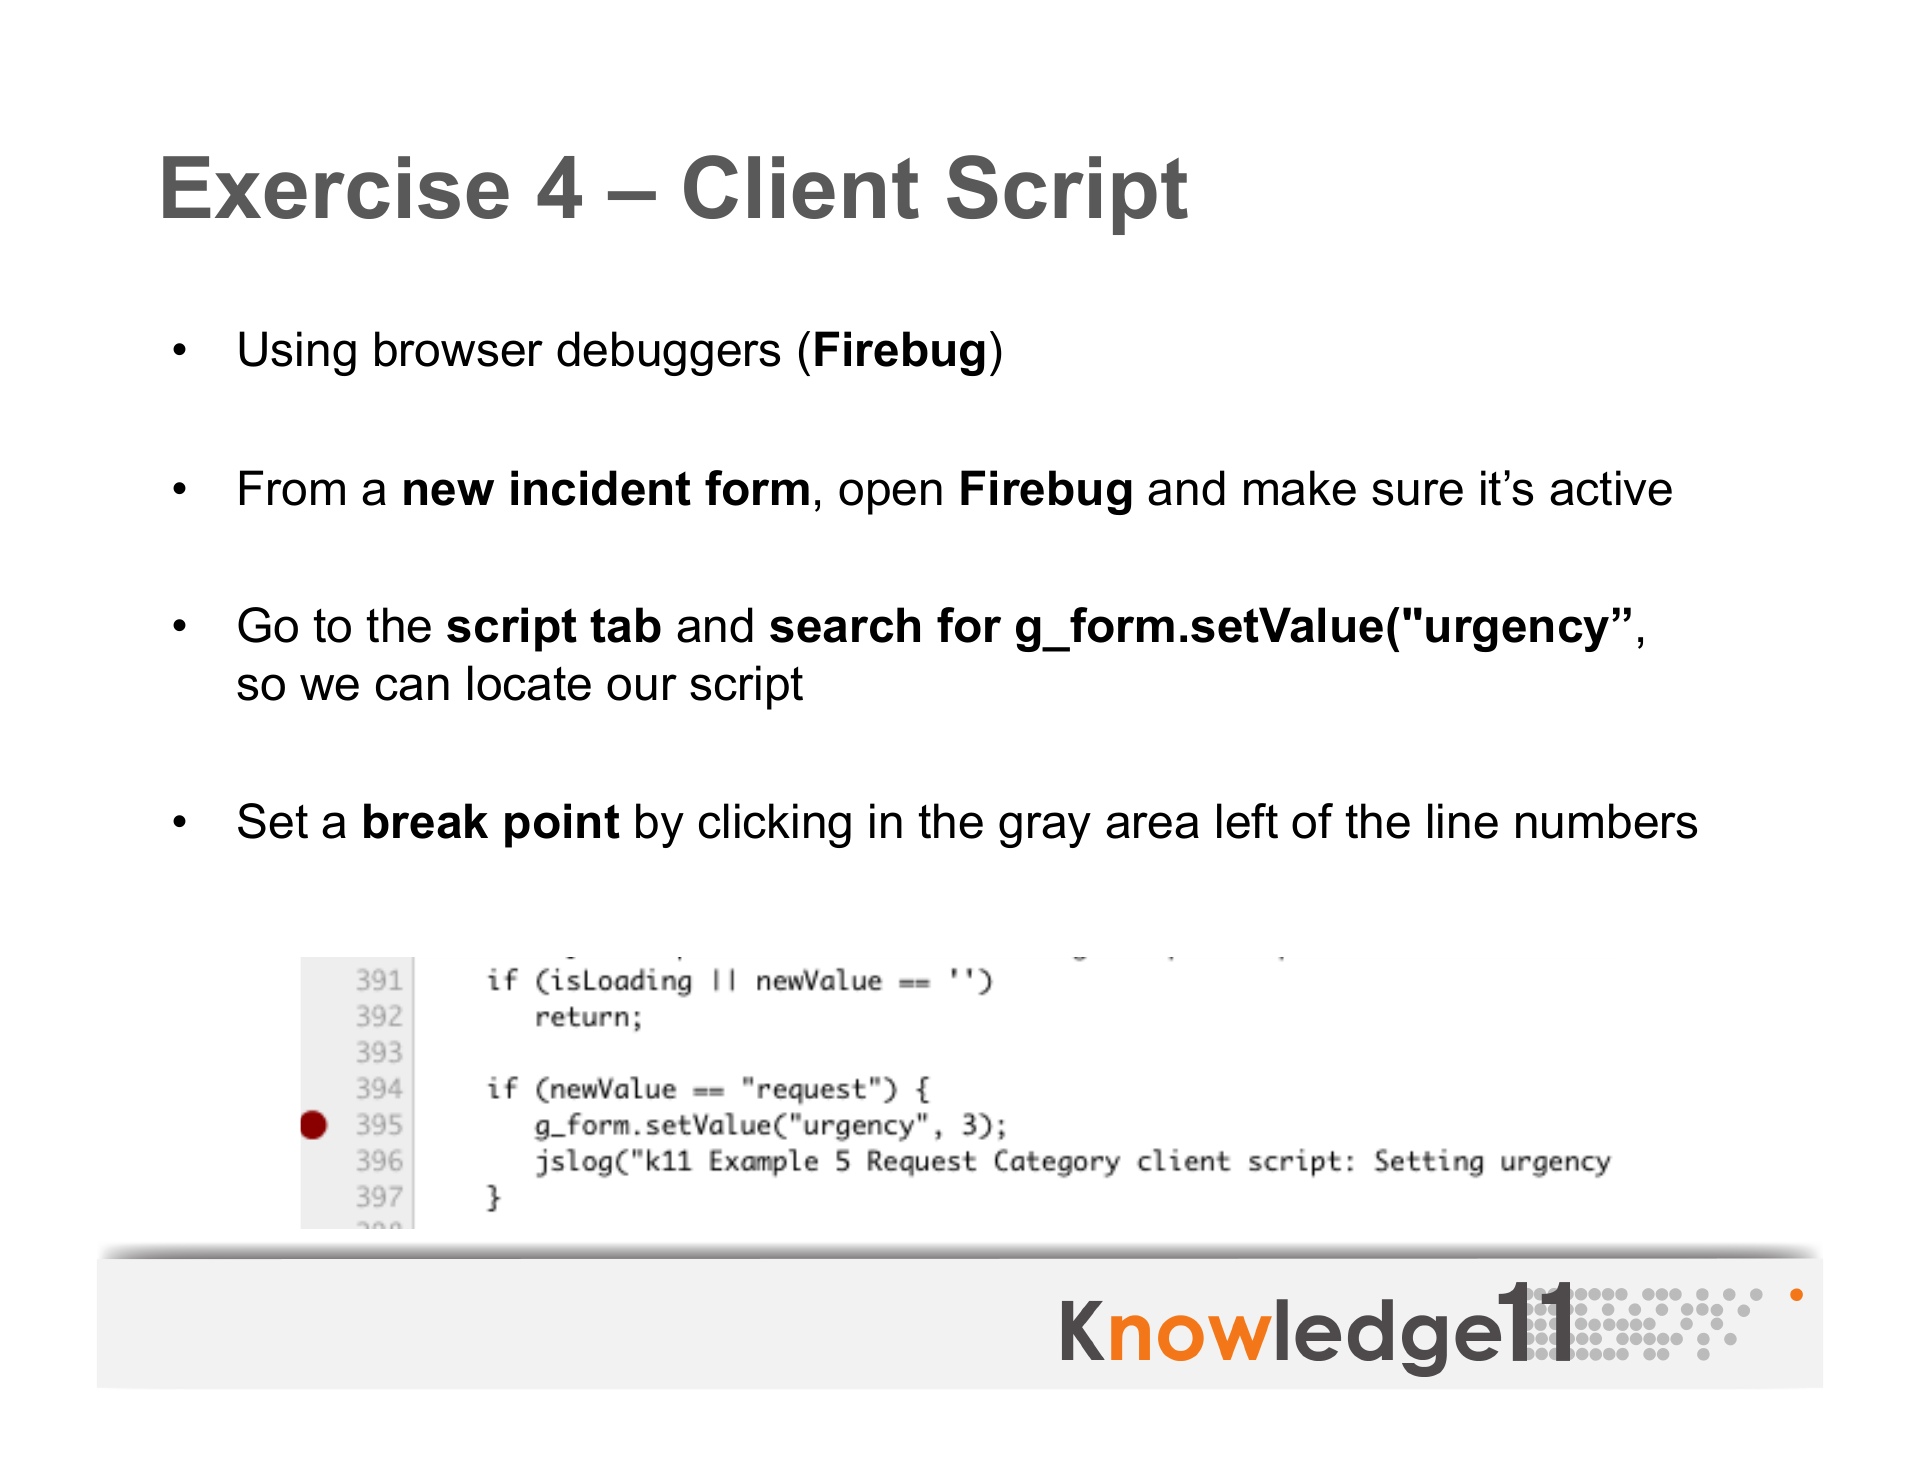 Exercise 4 – Client Script
• Using browser debuggers (Firebug)
• From a new incident form, open Firebug and make sure it’s active
• Go to the script tab and search for g_form.setValue("urgency”,
so we can locate our script
• Set a break point by clicking in the gray area left of the line numbers
391 if (isLoading || newValue == '')
392 return;
393
394 if (newValue == "request") {
395 g_form.setValue("urgency", 3);
396 jslog("k11 Example 5 Request Category client script: Setting urgency
397 }
Knowledge11